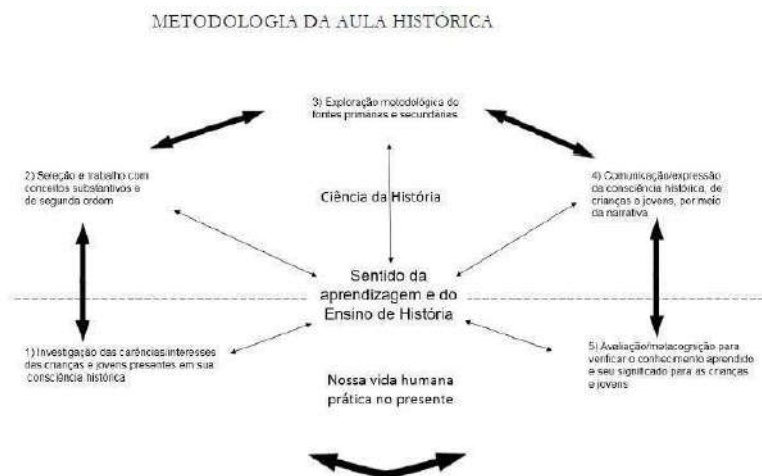 METODOLOGIA DA AULA HISTÓRICA
3) Exploração metodológica de
fontes primárias e secundárias
2) Seleção e trabalho com
conceitos substantivos e
de segunda ordem
4) Comunicação/expressão
da consciência histórica, de
crianças e jovens, por meio
da narrativa
Ciência da História
Sentido da
aprendizagem e do
Ensino de História
1) Investigação das carências/interesses
das crianças e jovens presentes em sua
consciência histórica
5) Avaliação/metacognição para
verificar o conhecimento aprendido
e seu significado para as crianças
e jovens
Nossa vida humana
prática no presente